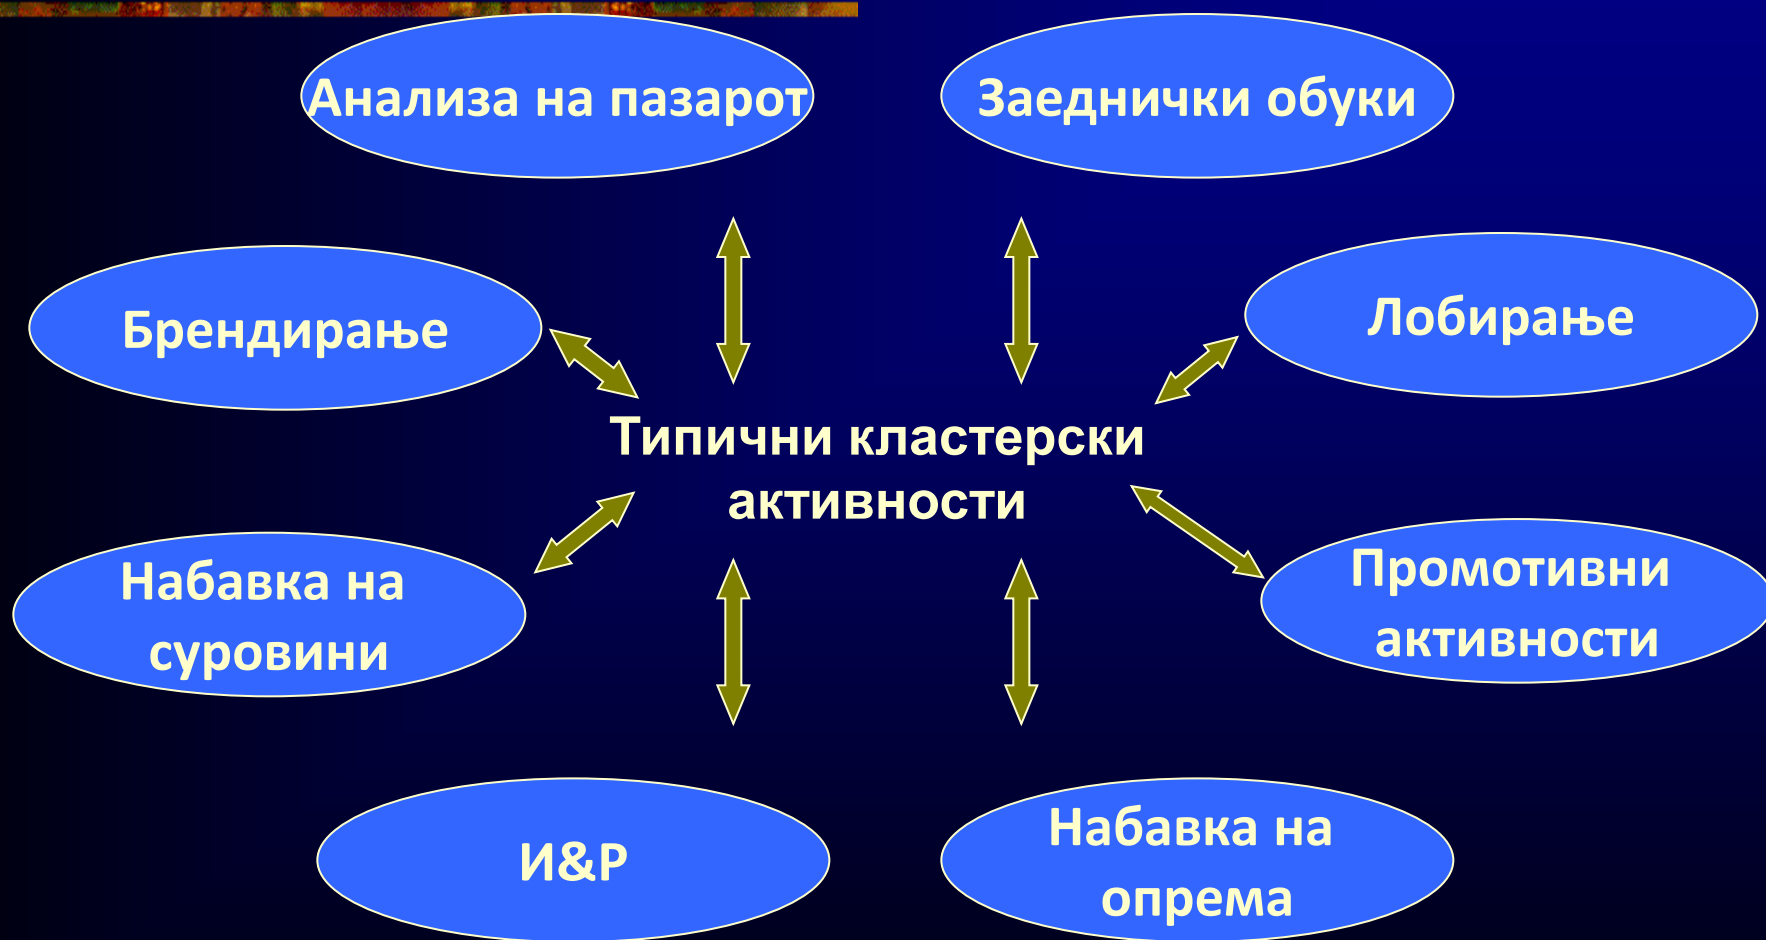 Анализа на пазарот
Заеднички обуки
Брендирање
Лобирање
Типични кластерски
активности
Набавка на
суровини
Промотивни
активности
И&Р
Набавка на
опрема